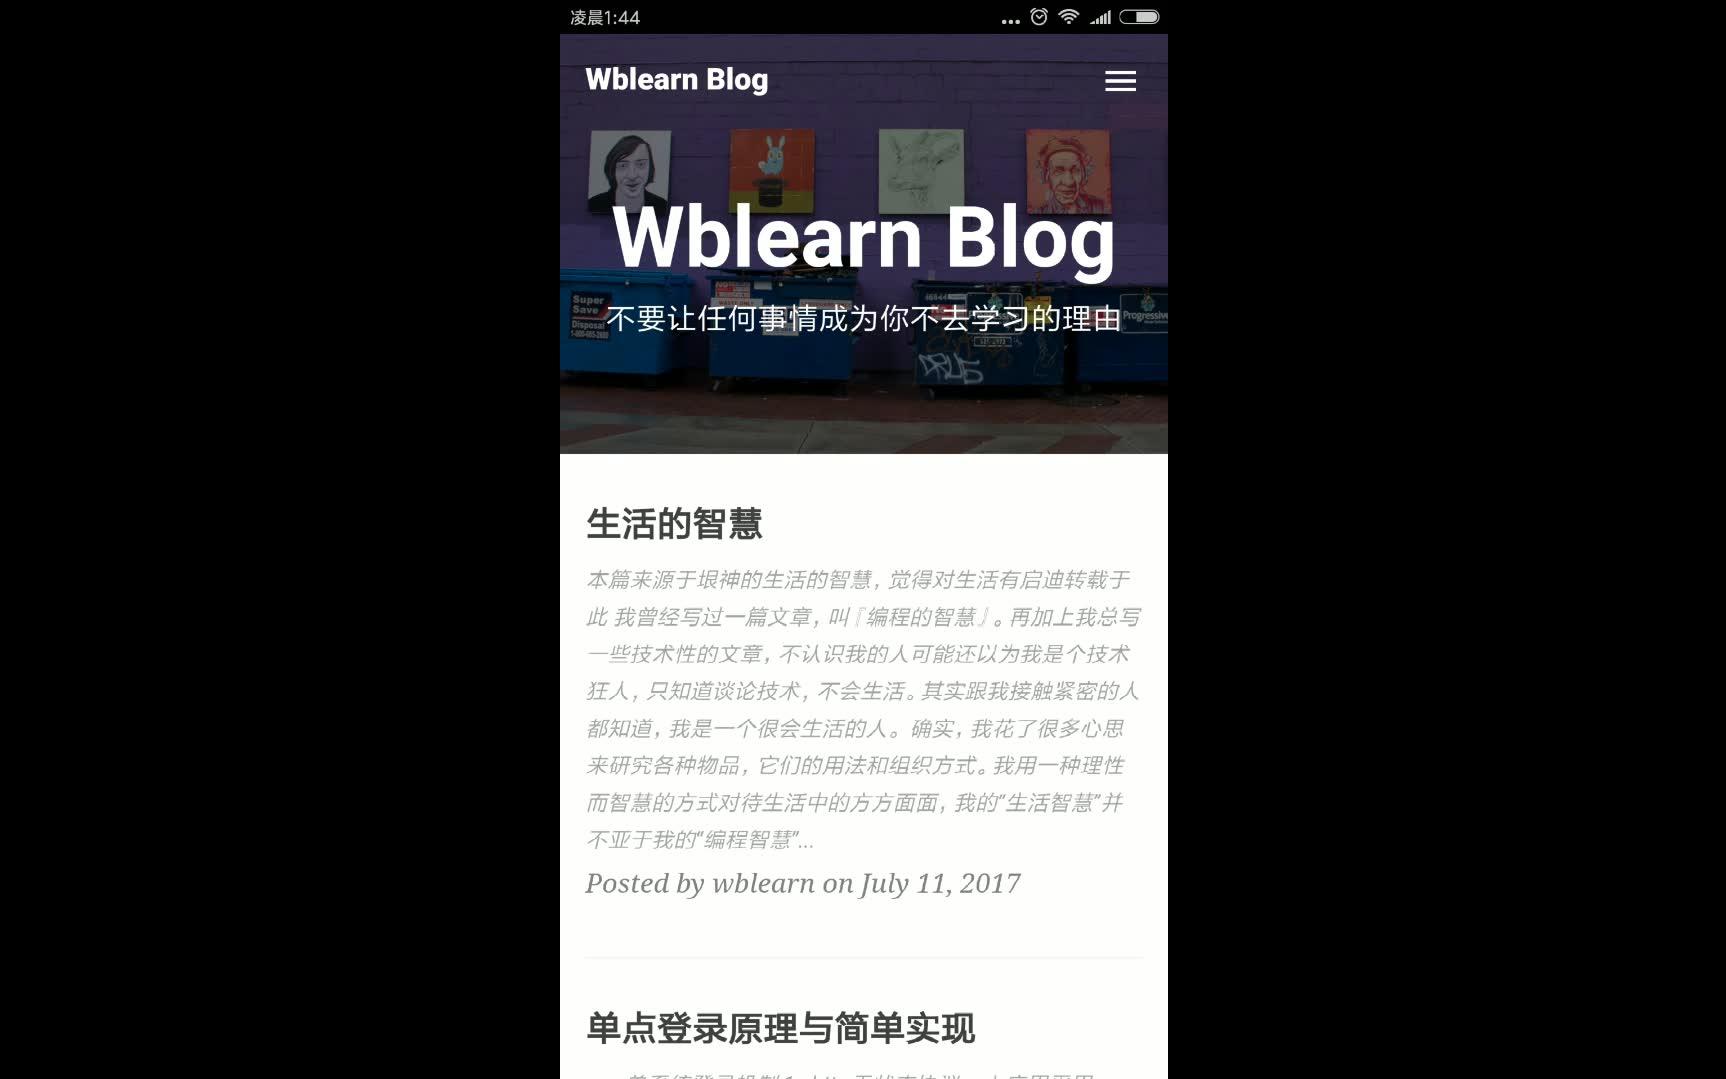 凌晨1:44
Wblearn Blog
Wblearn Blog
不要让任何事情成为你不去学习的理由
Super
Save
Disposal
Progressive
生活的智慧
本篇来源于垠神的生活的智慧，觉得对生活有启迪转载于
此 我曾经写过一篇文章，叫『编程的智慧』。再加上我总写
一些技术性的文章，不认识我的人可能还以为我是个技术
狂人，只知道谈论技术，不会生活。其实跟我接触紧密的人
都知道，我是一个很会生活的人。确实，我花了很多心思
来研究各种物品，它们的用法和组织方式。我用一种理性
而智慧的方式对待生活中的方方面面，我的“生活智慧”并
不亚于我的“编程智慧”...
Posted by wblearn on July 11, 2017
单点登录原理与简单实现